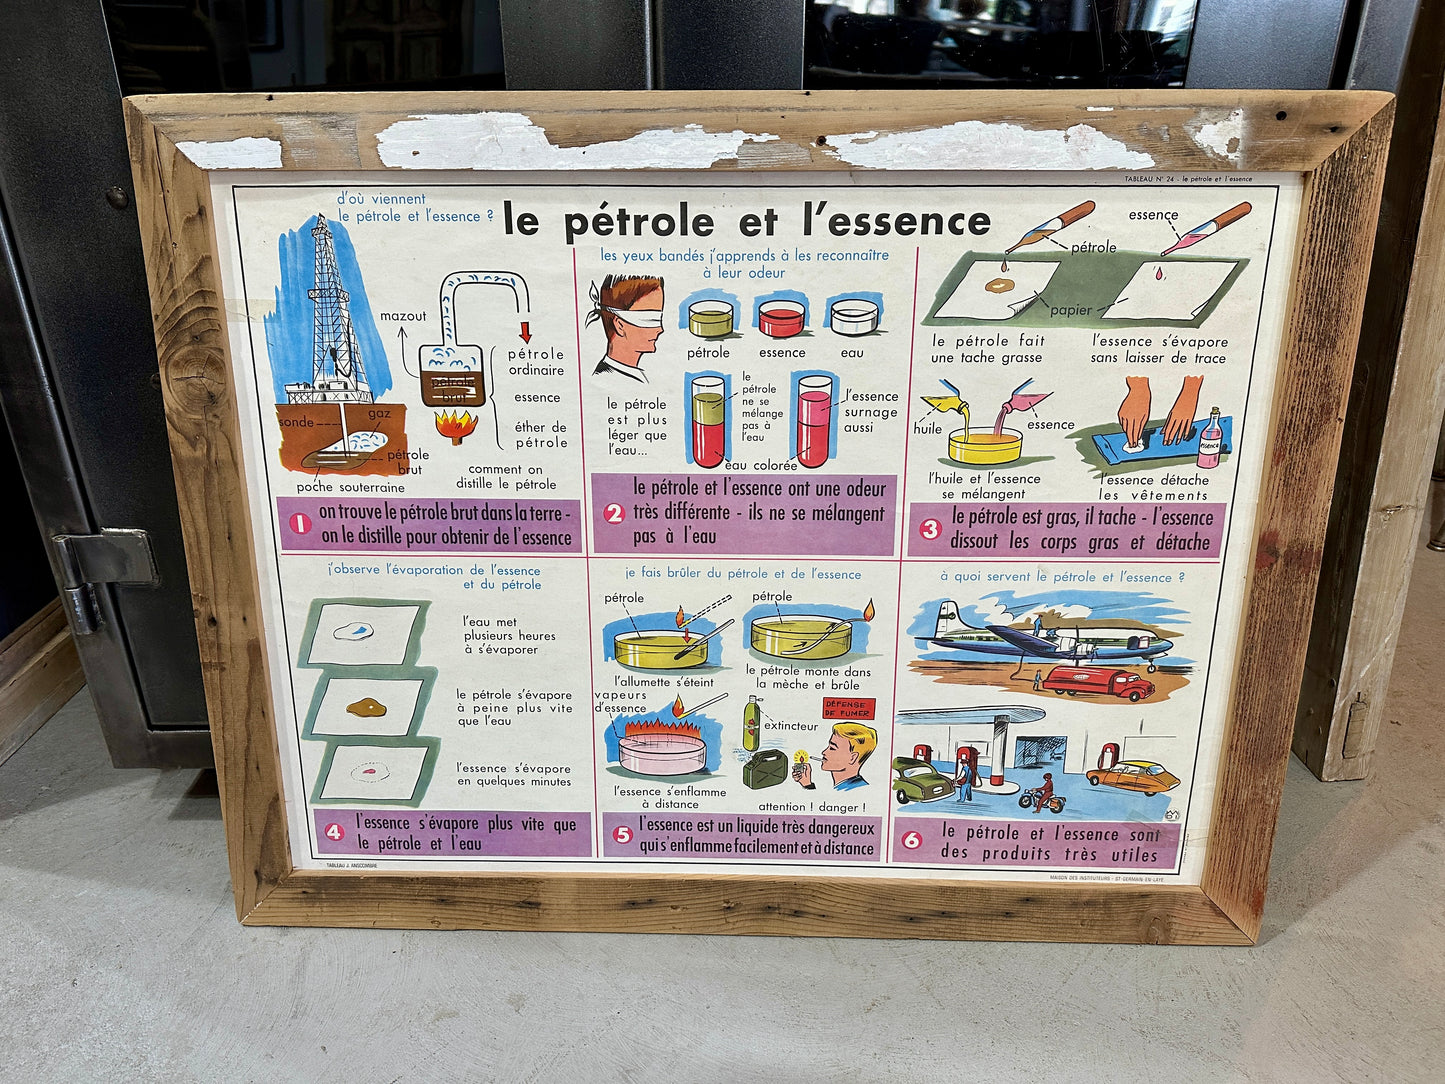 TABLEAU N° 24 - le pétrole et l'essence
le pétrole et l'essence
d'où viennent
le pétrole et l'essence ?
mazout
pétrole
ordinaire
essence
éther de
pétrole
pétrole
brut
sonde
gaz
pétrole
brut
poche souterraine
comment on
distille le pétrole
1
on trouve le pétrole brut dans la terre -
on le distille pour obtenir de l'essence
les yeux bandés j'apprends à les reconnaître
à leur odeur
pétrole
essence
eau
le pétrole
est plus
léger que
l'eau...
le
pétrole
ne se
mélange
pas à
l'eau
l'essence
surnage
aussi
eau colorée
2
le pétrole et l'essence ont une odeur
très différente - ils ne se mélangent
pas à l'eau
essence
pétrole
papier
le pétrole fait
une tache grasse
l'essence s'évapore
sans laisser de trace
huile
essence
ESSENCE
l'huile et l'essence
se mélangent
l'essence détache
les vêtements
3
le pétrole est gras, il tache - l'essence
dissout les corps gras et détache
j'observe l'évaporation de l'essence
et du pétrole
l'eau met
plusieurs heures
à s'évaporer
le pétrole s'évapore
à peine plus vite
que l'eau
l'essence s'évapore
en quelques minutes
4
l'essence s'évapore plus vite que
le pétrole et l'eau
je fais brûler du pétrole et de l'essence
pétrole
pétrole
l'allumette s'éteint
le pétrole monte dans
la mèche et brûle
vapeurs
d'essence
extincteur
DÉFENSE
DE FUMER
l'essence s'enflamme
à distance
attention ! danger !
5
l'essence est un liquide très dangereux
qui s'enflamme facilement et à distance
à quoi servent le pétrole et l'essence ?
6
le pétrole et l'essence sont
des produits très utiles
TABLEAU J. ANSCOMBRE
MAISON DES INSTITUTEURS - ST-GERMAIN-EN-LAYE